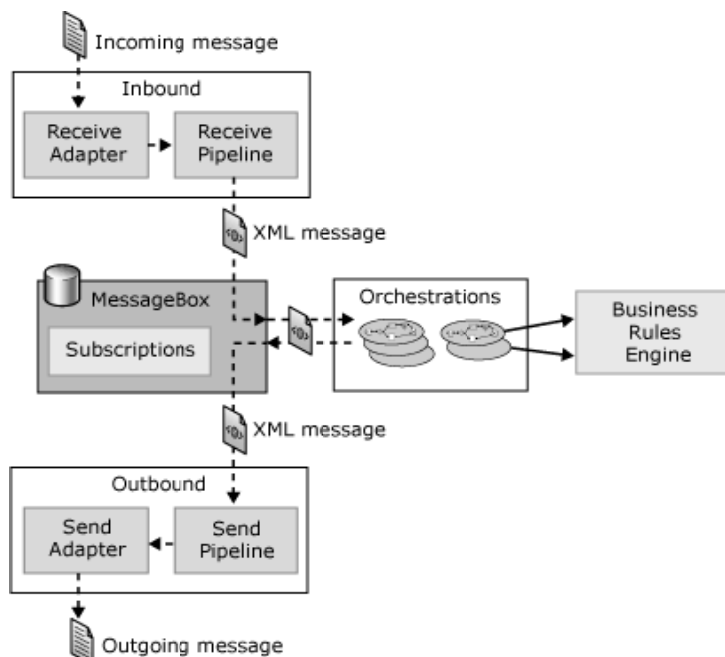 Incoming message
Inbound
Receive
Adapter
Receive
Pipeline
XML message
MessageBox
Subscriptions
Orchestrations
Business
Rules
Engine
XML message
Outbound
Send
Adapter
Send
Pipeline
Outgoing message